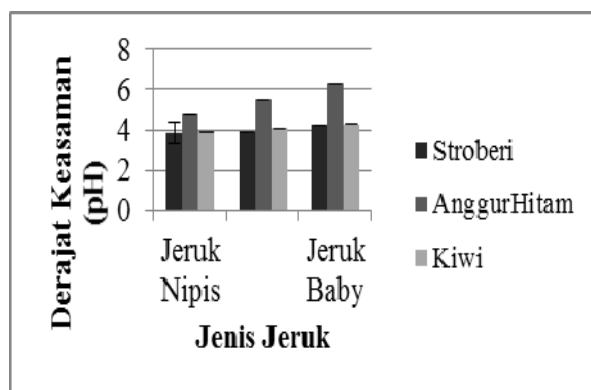 Derajat Keasaman
(pH)
8
6
4
2
0
Jeruk
Nipis
Jeruk
Baby
Jenis Jeruk
Stroberi
AnggurHitam
Kiwi